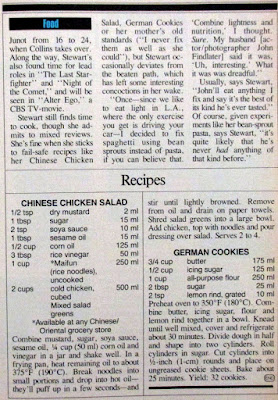 Food
Junot from 16 to 24,
when Collins takes over.
Along the way, Stewart's
also found time for lead
roles in "The Last Star-
fighter" and "Night of
the Comet," and will be
seen in "Alter Ego," a
CBS TV-movie.
Stewart still finds time
to cook, though she ad-
mits to mixed reviews.
She's fine when she sticks
to fail-safe recipes like
her Chinese Chicken
Salad, German Cookies
or her mother's old
standards ("I never fix
them as well as she
could"), but Stewart oc-
casionally deviates from
the beaten path, which
has left some interesting
concoctions in her wake.
"Once—since we like
to eat light in L.A.,
where the only exercise
you get is driving your
car—I decided to fix
spaghetti using bean
sprouts instead of pasta,
if you can believe that.
'Combine lightness and
nutrition,' I thought.
Sure. My husband [ac-
tor/photographer John
Findlater] said it was,
'Uh, interesting.' What
it was was dreadful."
Usually, says Stewart,
"John'll eat anything I
fix and say it's the best of
its kind he's ever tasted."
Of course, given experi-
ments like her bean-sprout
pasta, says Stewart, "it's
quite likely that he's
never had anything of
that kind before."
Recipes
CHINESE CHICKEN SALAD
1/2 tsp dry mustard 2 ml
1 tbsp sugar 15 ml
2 tsp soya sauce 10 ml
1 tbsp sesame oil 15 ml
1/2 cup corn oil 125 ml
3 tbsp rice vinegar 50 ml
1 cup *Maifun 250 ml
(rice noodles),
uncooked
2 cups cold chicken, 500 ml
cubed
Mixed salad
greens
*Available at any Chinese/
Oriental grocery store
Combine mustard, sugar, soya sauce,
sesame oil, ¼ cup (50 ml) corn oil and
vinegar in a jar and shake well. In a
frying pan, heat remaining oil to about
375°F (190°C). Break noodles into
small portions and drop into hot oil—
they'll puff up in a few seconds—and
stir until lightly browned. Remove
from oil and drain on paper towels.
Shred salad greens into a large bowl.
Add chicken, top with noodles and pour
dressing over salad. Serves 2 to 4.
GERMAN COOKIES
3/4 cup butter 175 ml
1/2 cup icing sugar 125 ml
1 cup all-purpose flour 250 ml
2 tbsp sugar 25 ml
2 tsp lemon rind, grated 10 ml
Preheat oven to 350°F (180°C). Com-
bine butter, icing sugar, flour and
lemon rind together in a bowl. Knead
until well mixed, cover and refrigerate
about 30 minutes. Divide dough in half
and shape into two cylinders. Roll
cylinders in sugar. Cut cylinders into
½-inch (1-cm) rounds and place on
ungreased cookie sheets. Bake about
25 minutes. Yield: 32 cookies.